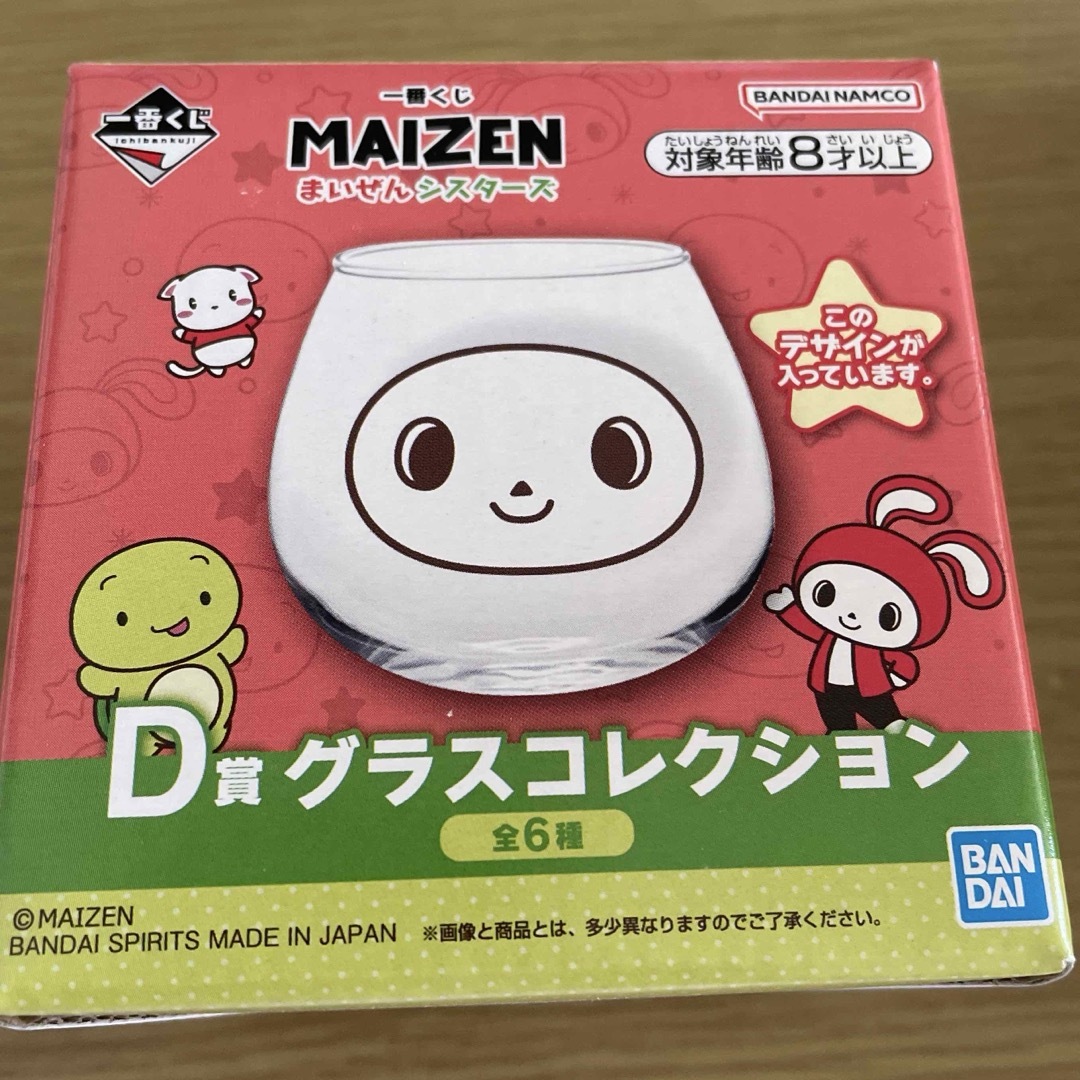 一番くじ
ichibankuji
一番くじ
MAIZEN
まいぜんシスターズ
BANDAI NAMCO
たいしょうねんれい さい いじょう
対象年齢8才以上
この
デザインが
入っています。
D賞 グラスコレクション
全6種
BAN
DAI
©MAIZEN
BANDAI SPIRITS MADE IN JAPAN ※画像と商品とは、多少異なりますのでご了承ください。